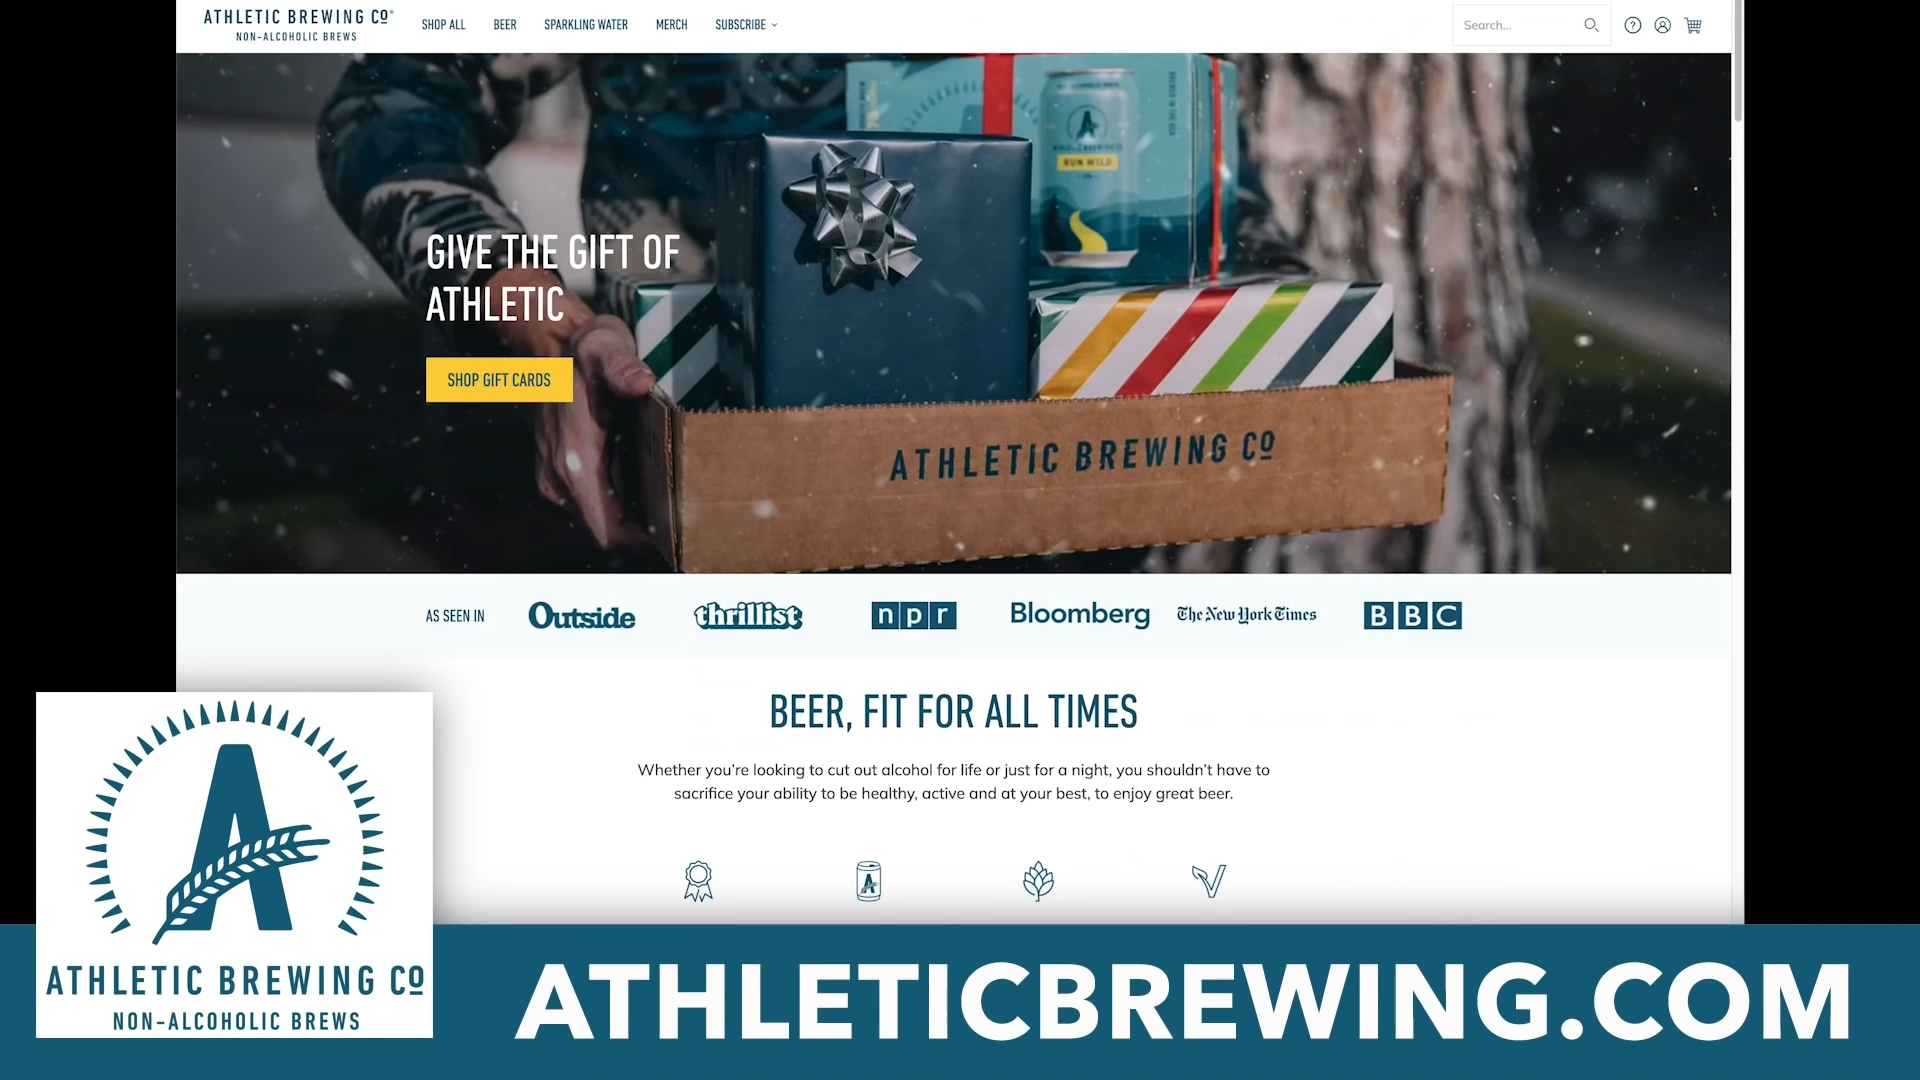 ATHLETIC BREWING Cº®
NON-ALCOHOLIC BREWS
SHOP ALL
BEER
SPARKLING WATER
MERCH
SUBSCRIBE
Search...
?
RUN WILD
GIVE THE GIFT OF
ATHLETIC
SHOP GIFT CARDS
ATHLETIC BREWING Cº
AS SEEN IN
Outside
thrillist
npr
Bloomberg
The New York Times
BBC
BEER, FIT FOR ALL TIMES
Whether you're looking to cut out alcohol for life or just for a night, you shouldn't have to
sacrifice your ability to be healthy, active and at your best, to enjoy great beer.
A
ATHLETIC BREWING Cº
NON-ALCOHOLIC BREWS
ATHLETICBREWING.COM